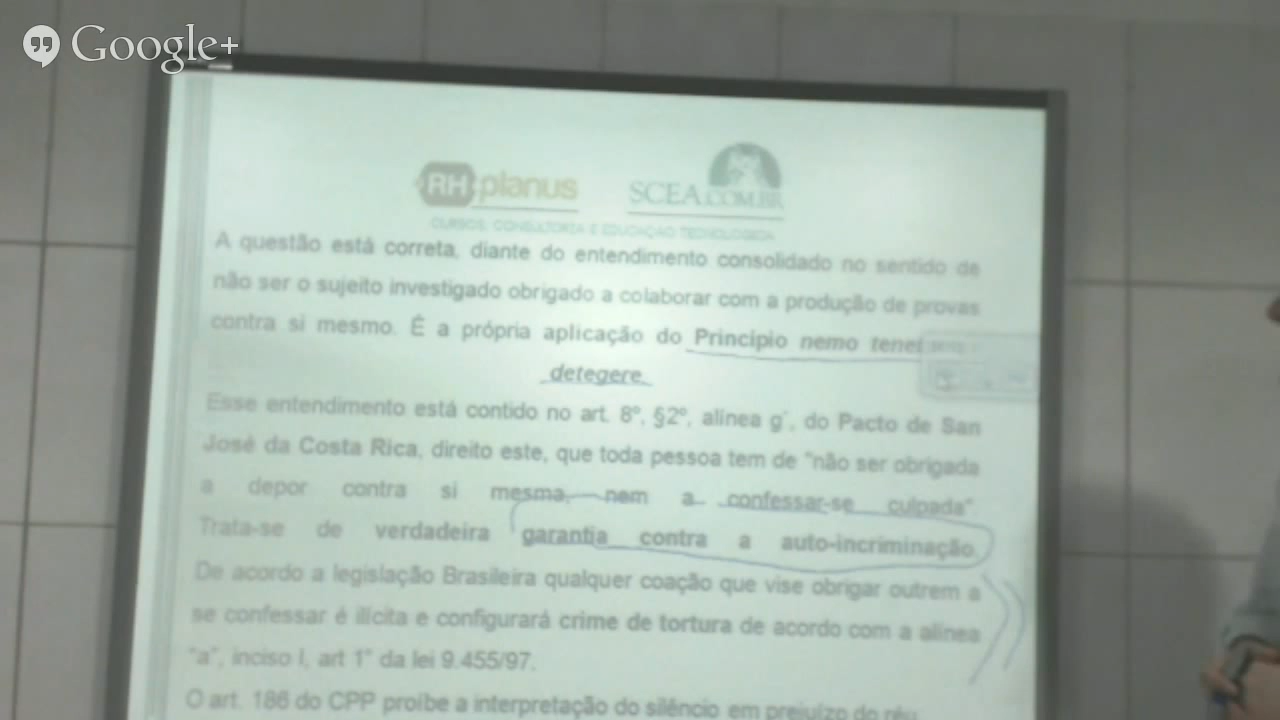 Google+
RH planus
SCEA.COM.BR
CURSOS, CONSULTORIA E EDUCAÇÃO TECNOLOGICA
A questão está correta, diante do entendimento consolidado no sentido de
não ser o sujeito investigado obrigado a colaborar com a produção de provas
contra si mesmo. É a própria aplicação do Princípio nemo tenet
detegere.
Esse entendimento está contido no art. 8º, §2º, alínea g´, do Pacto de San
José da Costa Rica, direito este, que toda pessoa tem de "não ser obrigada
a depor contra si mesma, nem a confessar-se culpada".
Trata-se de verdadeira garantia contra a auto-incriminação.
De acordo a legislação Brasileira qualquer coação que vise obrigar outrem a
se confessar é ilícita e configurará crime de tortura de acordo com a alínea
"a", inciso I, art 1° da lei 9.455/97.
O art. 186 do CPP proíbe a interpretação do silêncio em prejuízo do réu